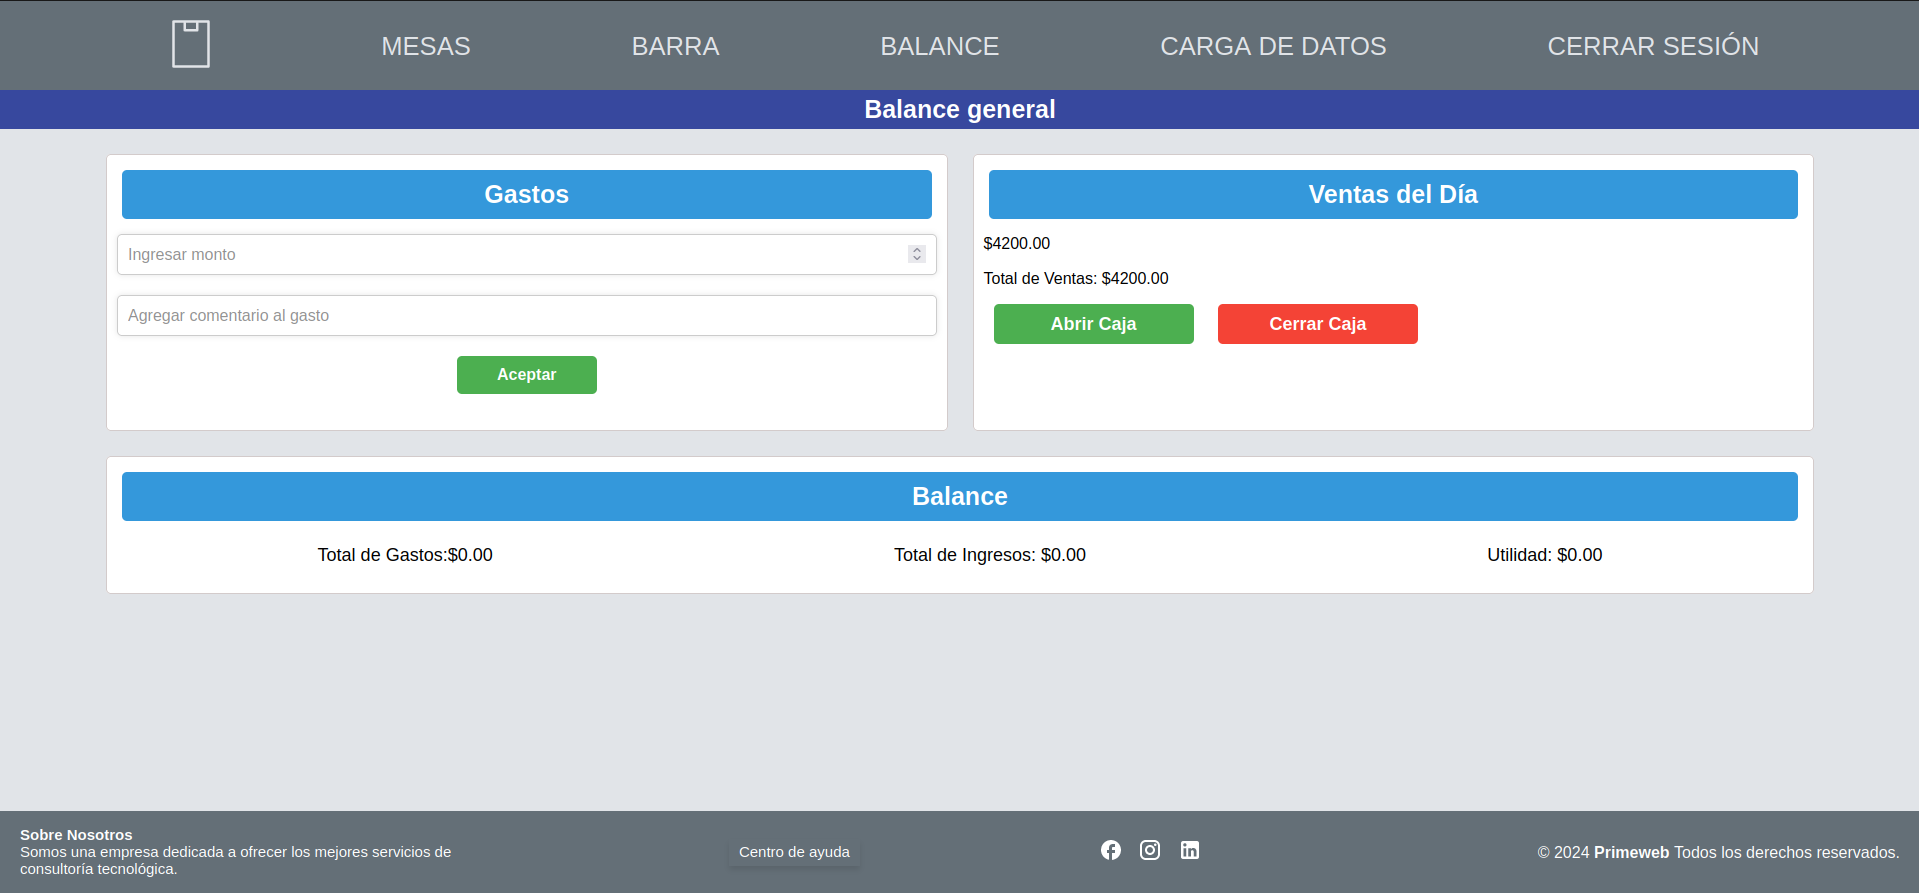 MESAS
BARRA
BALANCE
CARGA DE DATOS
CERRAR SESIÓN
Balance general
Gastos
Ingresar monto
Agregar comentario al gasto
Aceptar
Ventas del Día
$4200.00
Total de Ventas: $4200.00
Abrir Caja
Cerrar Caja
Balance
Total de Gastos:$0.00
Total de Ingresos: $0.00
Utilidad: $0.00
Sobre Nosotros
Somos una empresa dedicada a ofrecer los mejores servicios de
consultoría tecnológica.
Centro de ayuda
© 2024 Primeweb Todos los derechos reservados.